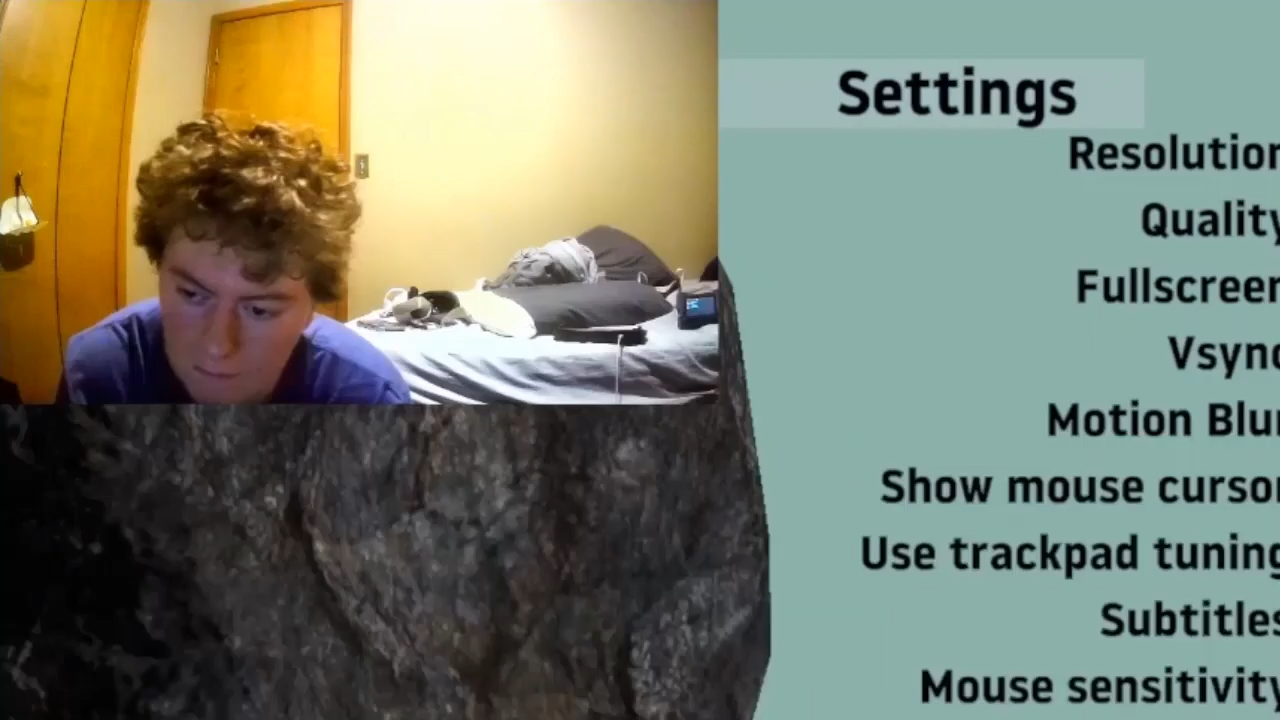 Settings
Resolution
Quality
Fullscreen
Vsync
Motion Blur
Show mouse cursor
Use trackpad tuning
Subtitles
Mouse sensitivity